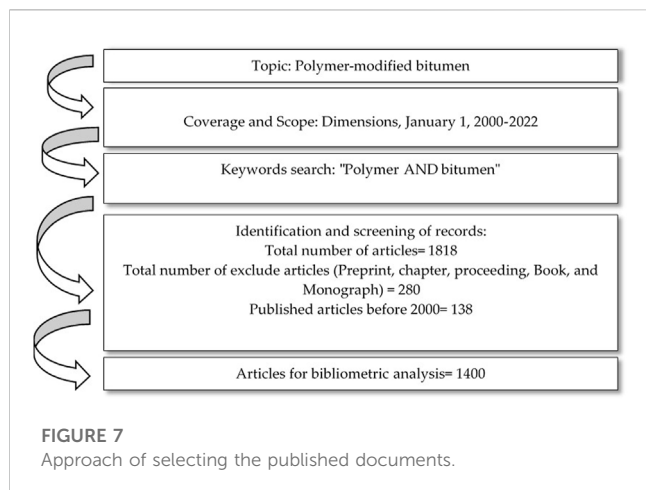 Topic: Polymer-modified bitumen
Coverage and Scope: Dimensions, January 1, 2000-2022
Keywords search: "Polymer AND bitumen"
Identification and screening of records:
Total number of articles= 1818
Total number of exclude articles (Preprint, chapter, proceeding, Book, and
Monograph) = 280
Published articles before 2000= 138
Articles for bibliometric analysis= 1400
FIGURE 7
Approach of selecting the published documents.